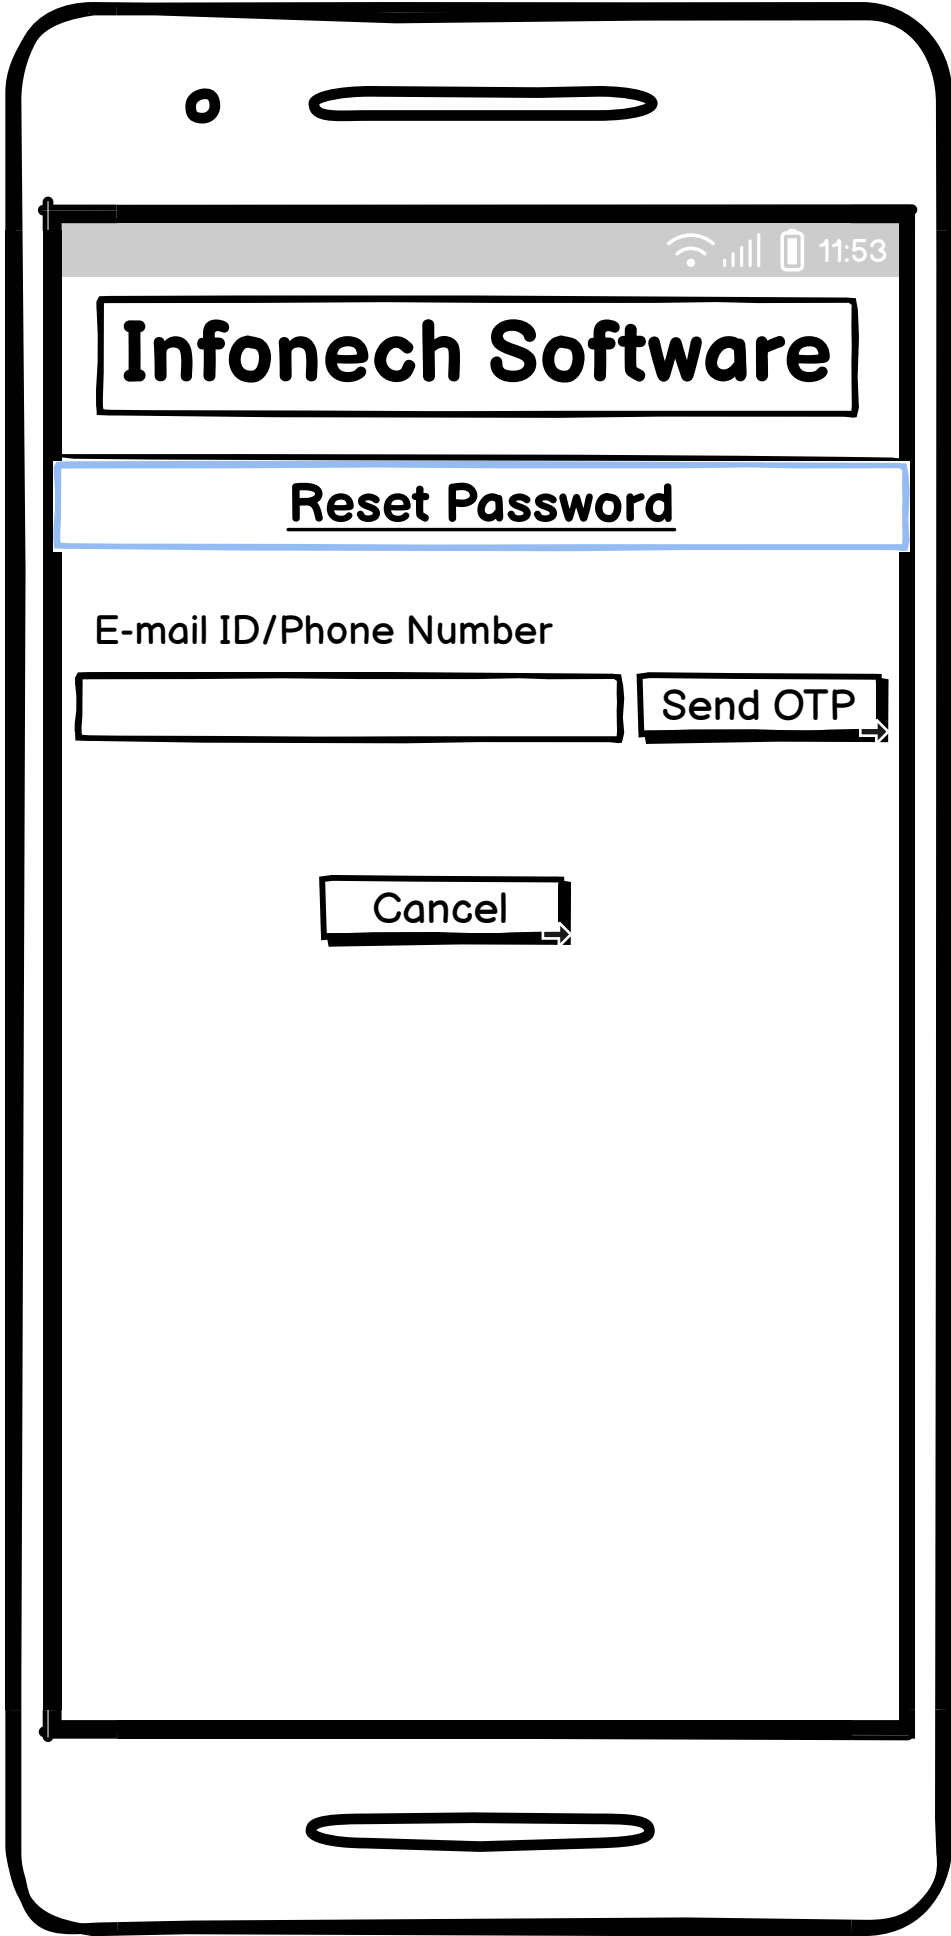 11:53
Infonech Software
Reset Password
E-mail ID/Phone Number
Send OTP
Cancel